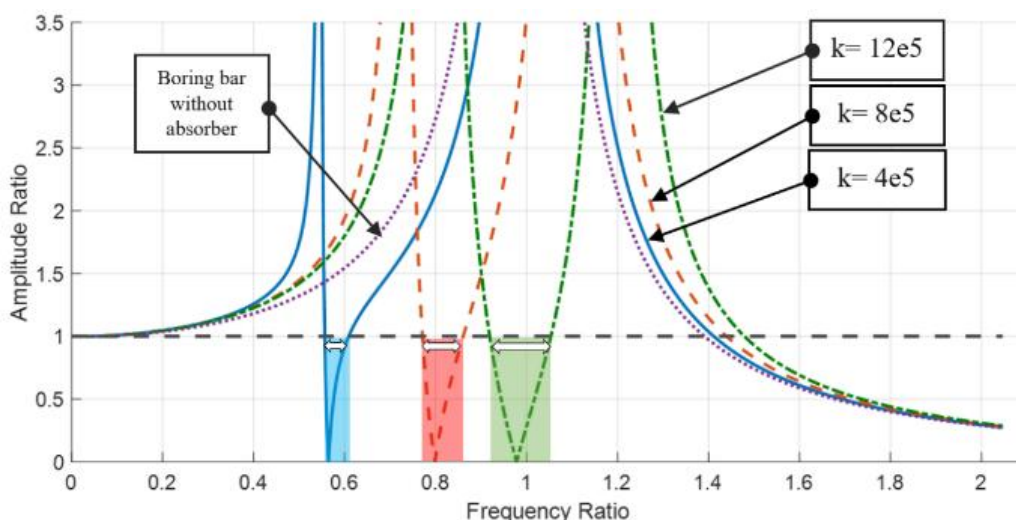 3.5
3
2.5
2
1.5
1
0.5
0
Amplitude Ratio
Boring bar
without
absorber
k= 12e5
k= 8e5
k= 4e5
0 0.2 0.4 0.6 0.8 1 1.2 1.4 1.6 1.8 2
Frequency Ratio